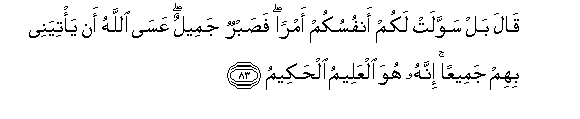 قَالَ بَلْ سَوَّلَتْ لَكُمْ أَنفُسُكُمْ أَمْرًا ۖ فَصَبْرٌ جَمِيلٌ ۖ عَسَى ٱللَّهُ أَن يَأْتِيَنِى
بِهِمْ جَمِيعًا ۚ إِنَّهُۥ هُوَ ٱلْعَلِيمُ ٱلْحَكِيمُ ﴿٨٣﴾